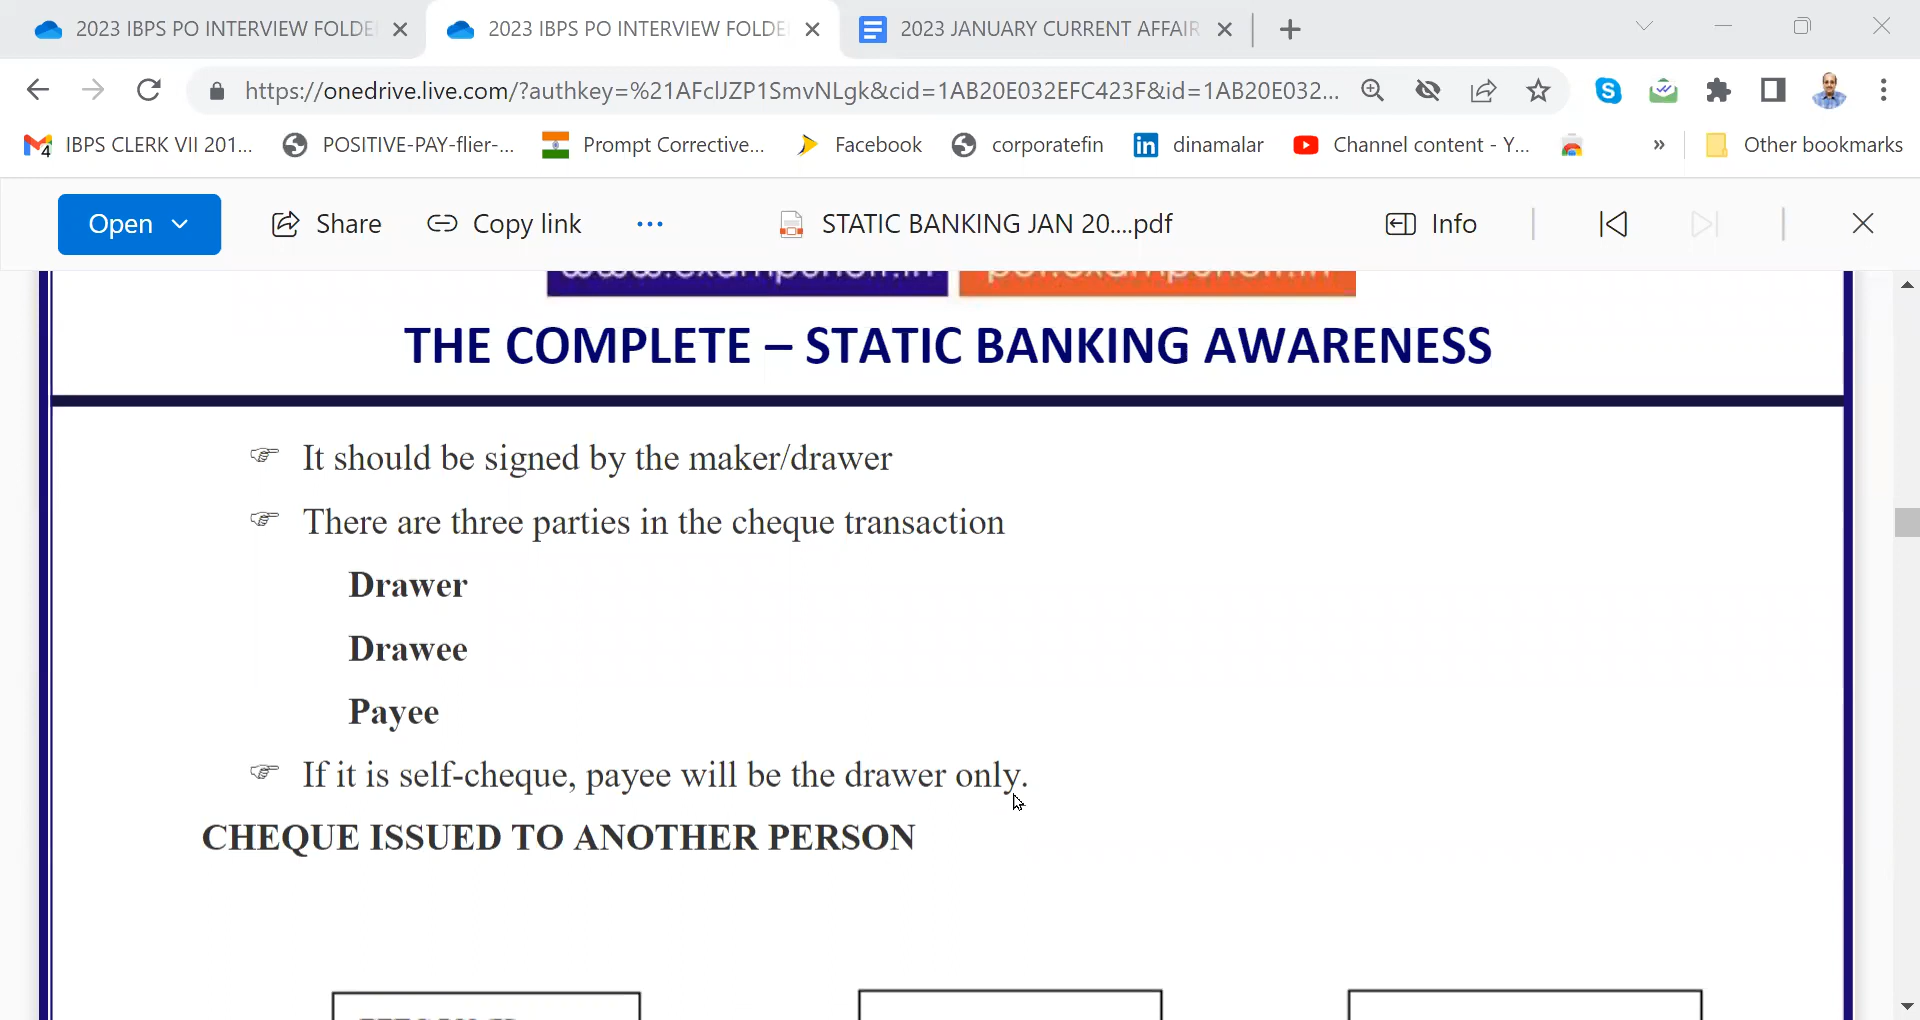 2023 IBPS PO INTERVIEW FOLDE
2023 IBPS PO INTERVIEW FOLDE
2023 JANUARY CURRENT AFFAIR
https://onedrive.live.com/?authkey=%21AFclJZP1SmvNLgk&cid=1AB20E032EFC423F&id=1AB20E032...
IBPS CLERK VII 201...
POSITIVE-PAY-flier-...
Prompt Corrective...
Facebook
corporatefin
dinamalar
Channel content - Y...
»
Other bookmarks
Open
Share
Copy link
...
STATIC BANKING JAN 20....pdf
Info
THE COMPLETE – STATIC BANKING AWARENESS
It should be signed by the maker/drawer
There are three parties in the cheque transaction
Drawer
Drawee
Payee
If it is self-cheque, payee will be the drawer only.
CHEQUE ISSUED TO ANOTHER PERSON